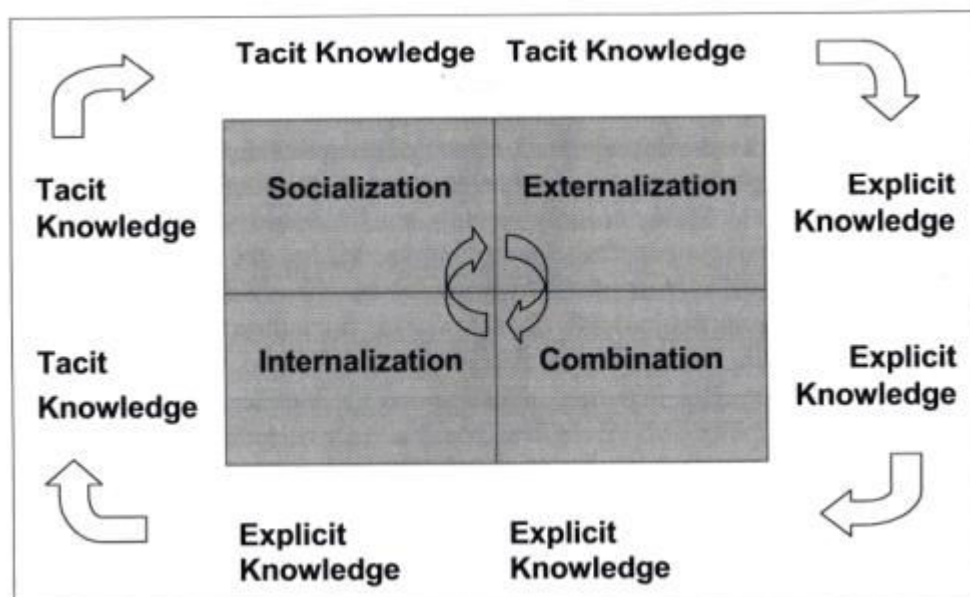 Tacit Knowledge Tacit Knowledge
Tacit
Knowledge
Socialization Externalization
Explicit
Knowledge
Tacit
Knowledge
Internalization Combination
Explicit
Knowledge
Explicit
Knowledge
Explicit
Knowledge